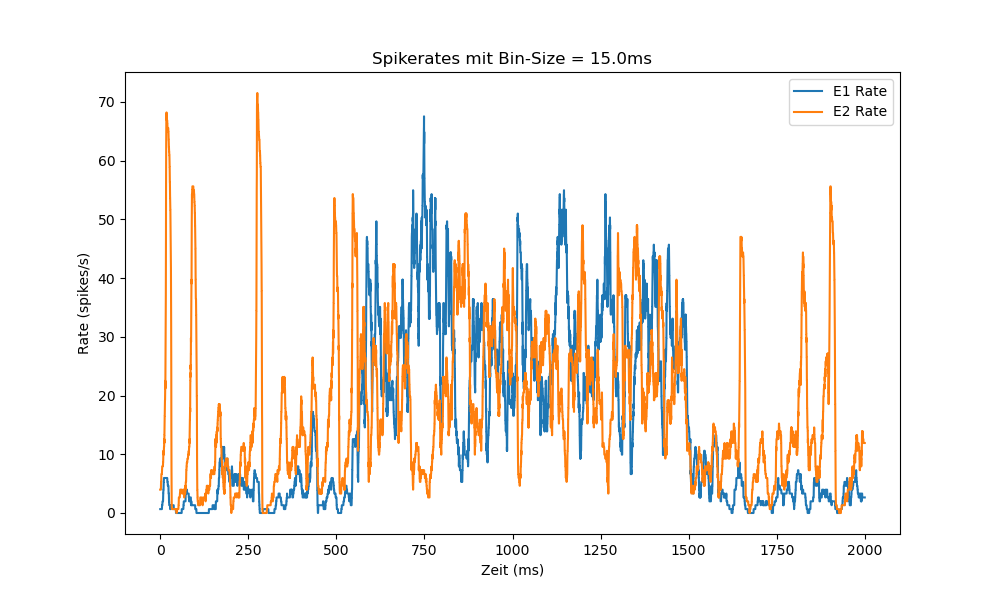 Spikerates mit Bin-Size = 15.0ms
E1 Rate
E2 Rate
Rate (spikes/s)
70
60
50
40
30
20
10
0
0 250 500 750 1000 1250 1500 1750 2000
Zeit (ms)